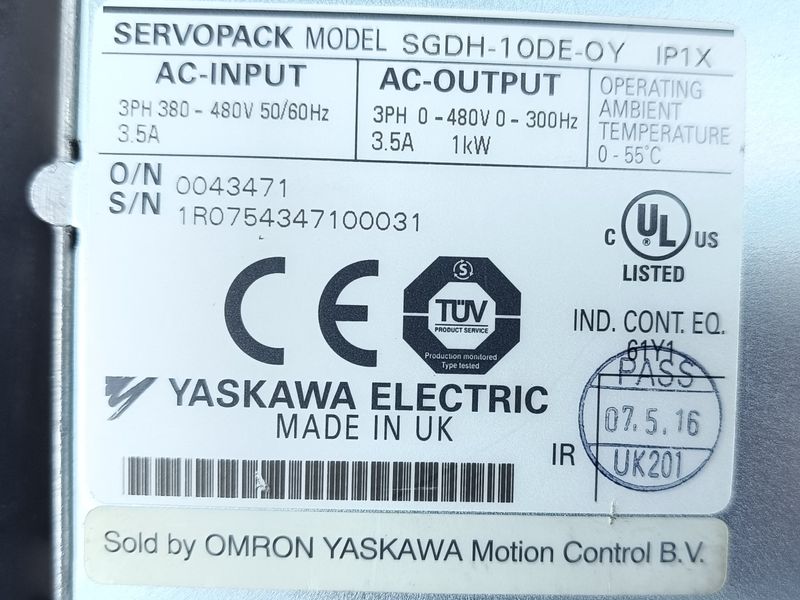 SERVOPACK MODEL SGDH-10DE-OY IP1X
AC-INPUT
3PH 380 - 480V 50/60Hz
3.5A
AC-OUTPUT
3PH 0 - 480V 0 - 300Hz
3.5A 1kW
OPERATING
AMBIENT
TEMPERATURE
0 - 55°C
O/N 0043471
S/N 1R0754347100031
C UL ® US
LISTED
CE
S
TÜV
PRODUCT SERVICE
Production monitored
Type tested
IND. CONT. EQ.
61Y1
YASKAWA ELECTRIC
MADE IN UK
PASS
07.5.16
UK201
IR
Sold by OMRON YASKAWA Motion Control B.V.